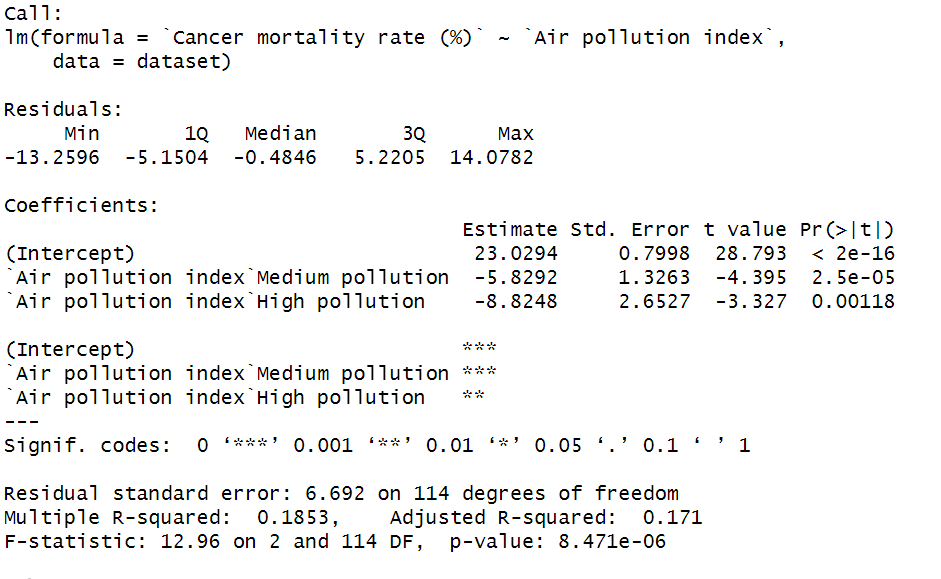 Call:
lm(formula = `Cancer mortality rate (%)` ~ `Air pollution index`,
    data = dataset)
Residuals:
     Min       1Q   Median       3Q      Max
-13.2596  -5.1504  -0.4846   5.2205  14.0782
Coefficients:
                                      Estimate Std. Error t value Pr(>|t|)
(Intercept)                            23.0294     0.7998  28.793  < 2e-16
`Air pollution index`Medium pollution  -5.8292     1.3263  -4.395  2.5e-05
`Air pollution index`High pollution    -8.8248     2.6527  -3.327  0.00118
(Intercept)                           ***
`Air pollution index`Medium pollution ***
`Air pollution index`High pollution   **
---
Signif. codes:  0 ‘***’ 0.001 ‘**’ 0.01 ‘*’ 0.05 ‘.’ 0.1 ‘ ’ 1
Residual standard error: 6.692 on 114 degrees of freedom
Multiple R-squared:  0.1853,    Adjusted R-squared:  0.171
F-statistic: 12.96 on 2 and 114 DF,  p-value: 8.471e-06